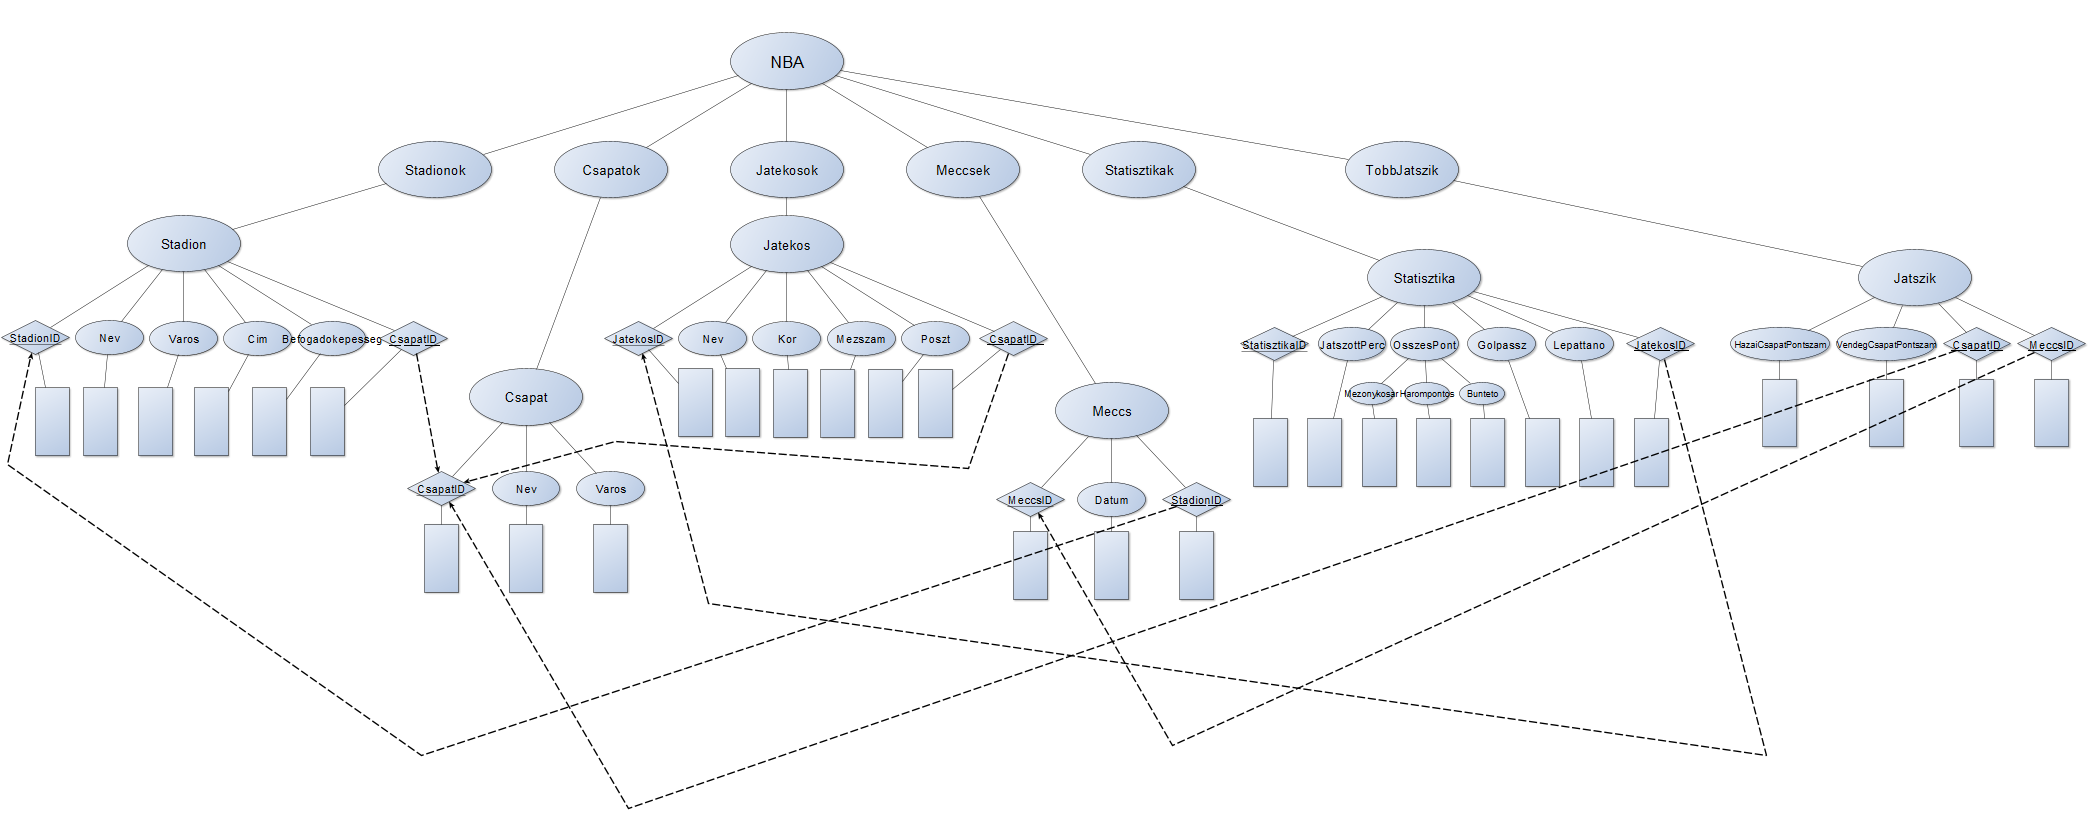 NBA
Stadionok
Csapatok
Jatekosok
Meccsek
Statisztikak
TobbJatszik
Stadion
Jatekos
Statisztika
Jatszik
StadionID
Nev
Varos
Cim
Befogadokepesseg
CsapatID
JatekosID
Nev
Kor
Mezszam
Poszt
CsapatID
StatisztikaID
JatszottPerc
OsszesPont
Golpassz
Lepattano
JatekosID
HazaiCsapatPontszam
VendegCsapatPontszam
CsapatID
MeccsID
Mezonykosar
Harompontos
Bunteto
Csapat
Meccs
CsapatID
Nev
Varos
MeccsID
Datum
StadionID